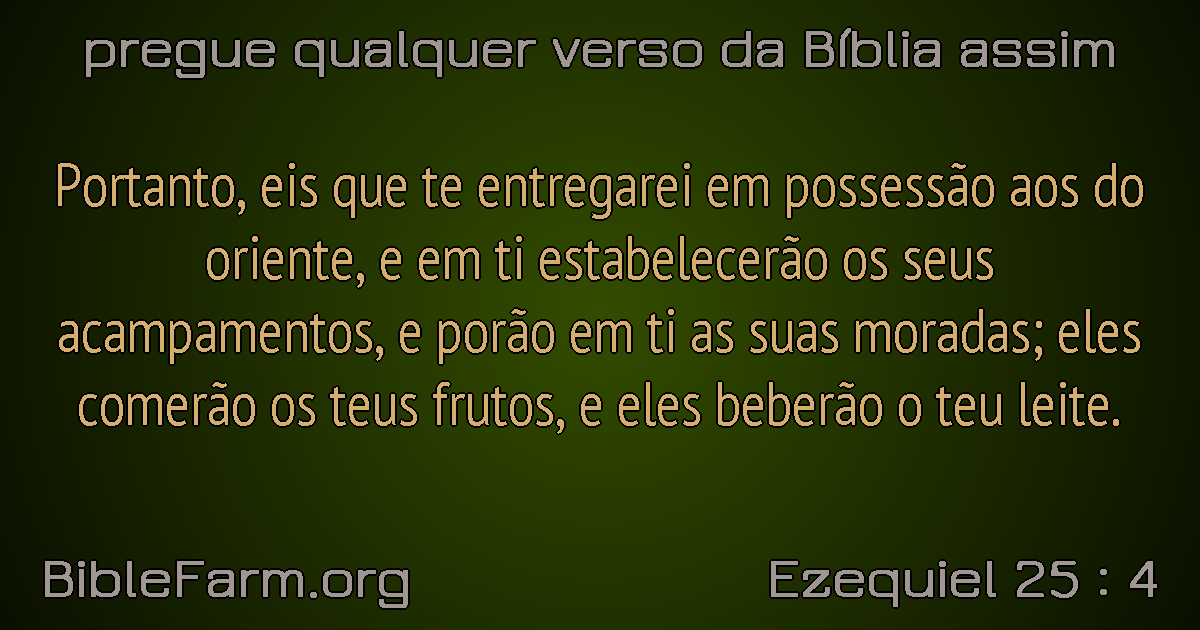 pregue qualquer verso da Bíblia assim
Portanto, eis que te entregarei em possessão aos do
oriente, e em ti estabelecerão os seus
acampamentos, e porão em ti as suas moradas; eles
comerão os teus frutos, e eles beberão o teu leite.
BibleFarm.org
Ezequiel 25 : 4